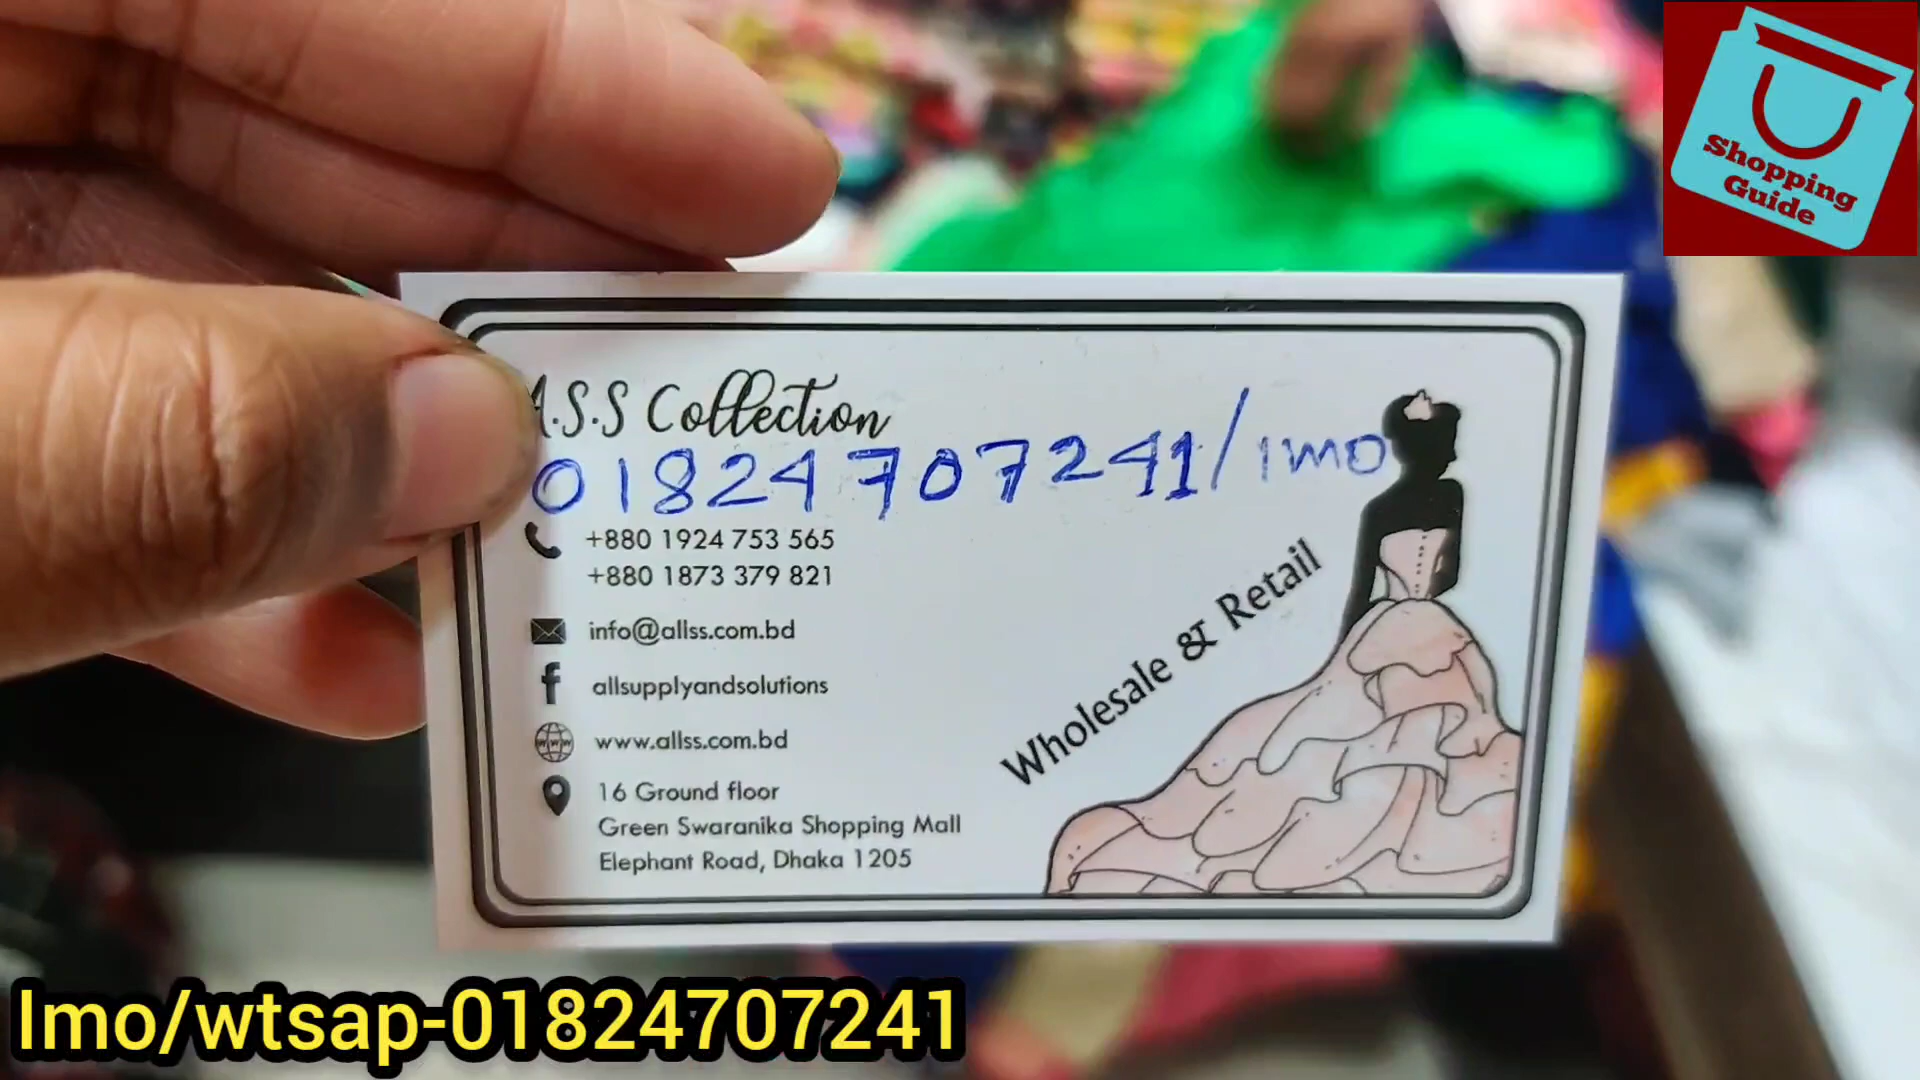 Shopping
Guide
A.S.S Collection
01824707241/imo
+880 1924 753 565
+880 1873 379 821
info@allss.com.bd
allsupplyandsolutions
www.allss.com.bd
16 Ground floor
Green Swaranika Shopping Mall
Elephant Road, Dhaka 1205
Wholesale & Retail
Imo/wtsap-01824707241